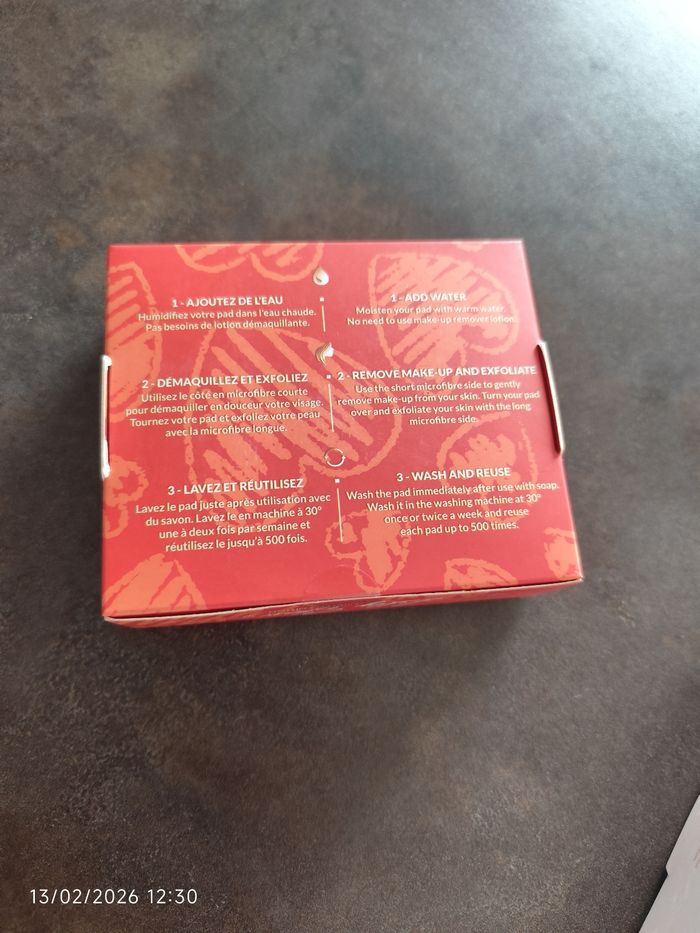 1 - AJOUTEZ DE L'EAU
Humidifiez votre pad dans l'eau chaude.
Pas besoins de lotion démaquillante.
1 - ADD WATER
Moisten your pad with warm water.
No need to use make-up remover lotion.
2 - DÉMAQUILLEZ ET EXFOLIEZ
Utilisez le côté en microfibre courte
pour démaquiller en douceur votre visage.
Tournez votre pad et exfoliez votre peau
avec la microfibre longue.
2 - REMOVE MAKE-UP AND EXFOLIATE
Use the short microfibre side to gently
remove make-up from your skin. Turn your pad
over and exfoliate your skin with the long
microfibre side.
3 - LAVEZ ET RÉUTILISEZ
Lavez le pad juste après utilisation avec
du savon. Lavez le en machine à 30°
une à deux fois par semaine et
réutilisez le jusqu'à 500 fois.
3 - WASH AND REUSE
Wash the pad immediately after use with soap.
Wash it in the washing machine at 30°
once or twice a week and reuse
each pad up to 500 times.
13/02/2026 12:30